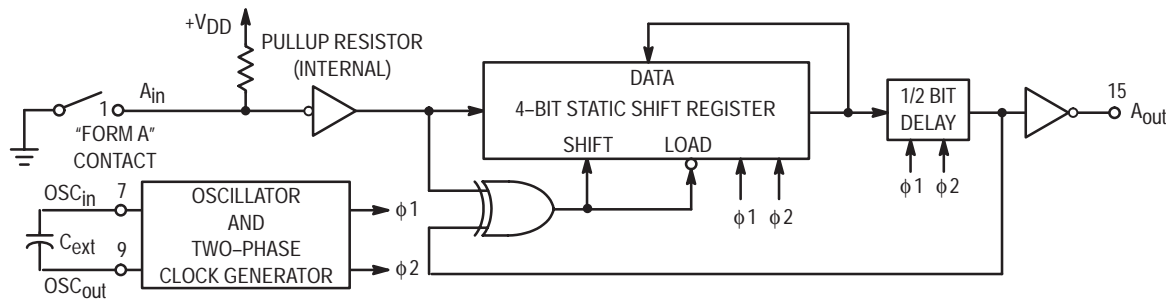 +VDD
PULLUP RESISTOR
(INTERNAL)
1
Ain
"FORM A"
CONTACT
DATA
4–BIT STATIC SHIFT REGISTER
SHIFT
LOAD
ϕ1
ϕ2
1/2 BIT
DELAY
ϕ1
ϕ2
15
Aout
OSCin
7
Cext
9
OSCout
OSCILLATOR
AND
TWO–PHASE
CLOCK GENERATOR
ϕ1
ϕ2